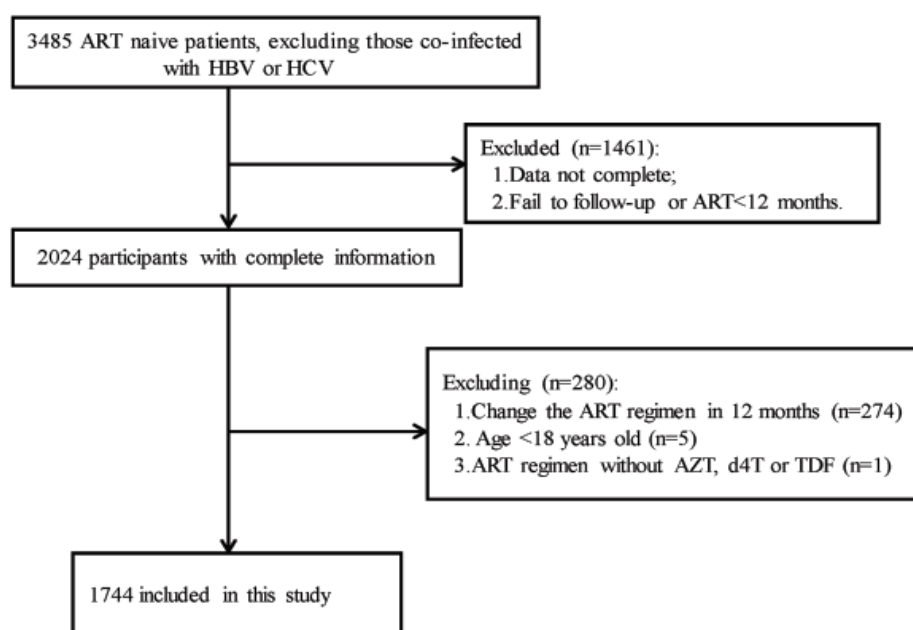 3485 ART naive patients, excluding those co-infected
with HBV or HCV
Excluded (n=1461):
1.Data not complete;
2.Fail to follow-up or ART<12 months.
2024 participants with complete information
Excluding (n=280):
1.Change the ART regimen in 12 months (n=274)
2. Age <18 years old (n=5)
3.ART regimen without AZT, d4T or TDF (n=1)
1744 included in this study